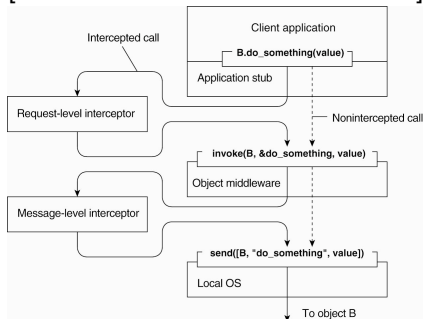 Client application
Intercepted call
B.do_something(value)
Application stub
Request-level interceptor
Nonintercepted call
invoke(B, &do_something, value)
Object middleware
Message-level interceptor
send([B, "do_something", value])
Local OS
To object B